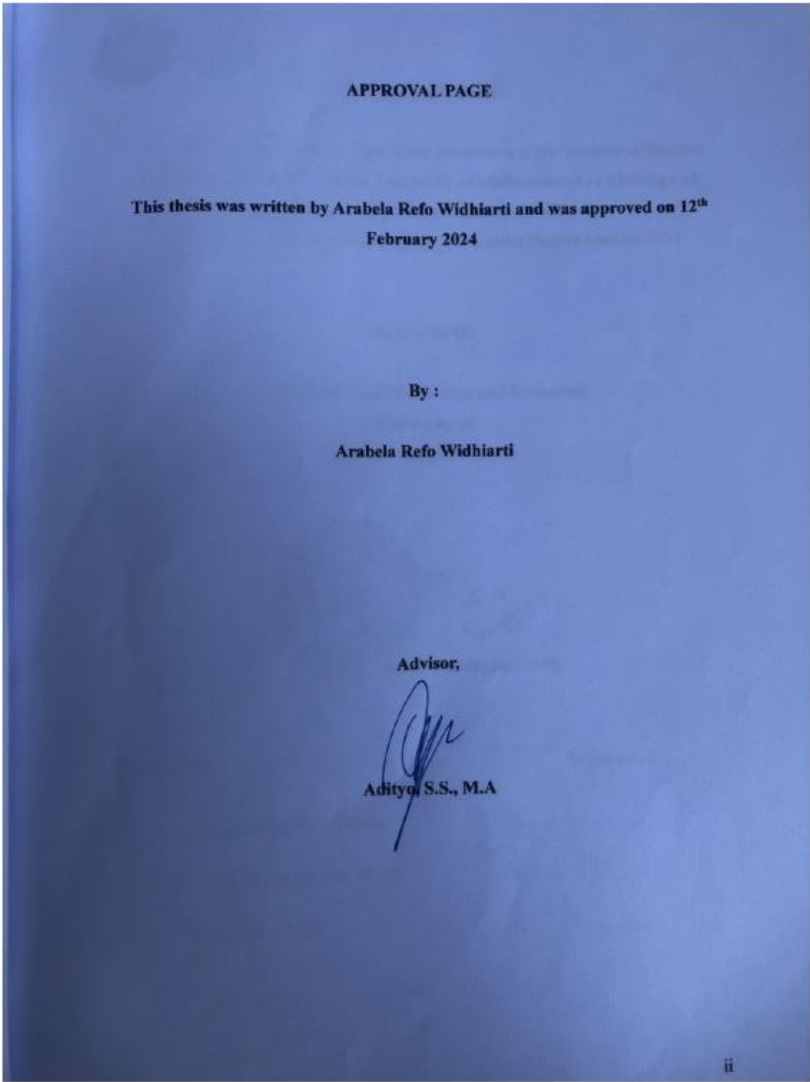 APPROVAL PAGE
This thesis was written by Arabela Refo Widhiarti and was approved on 12th
February 2024
By :
Arabela Refo Widhiarti
Advisor,
Adityo, S.S., M.A
ii